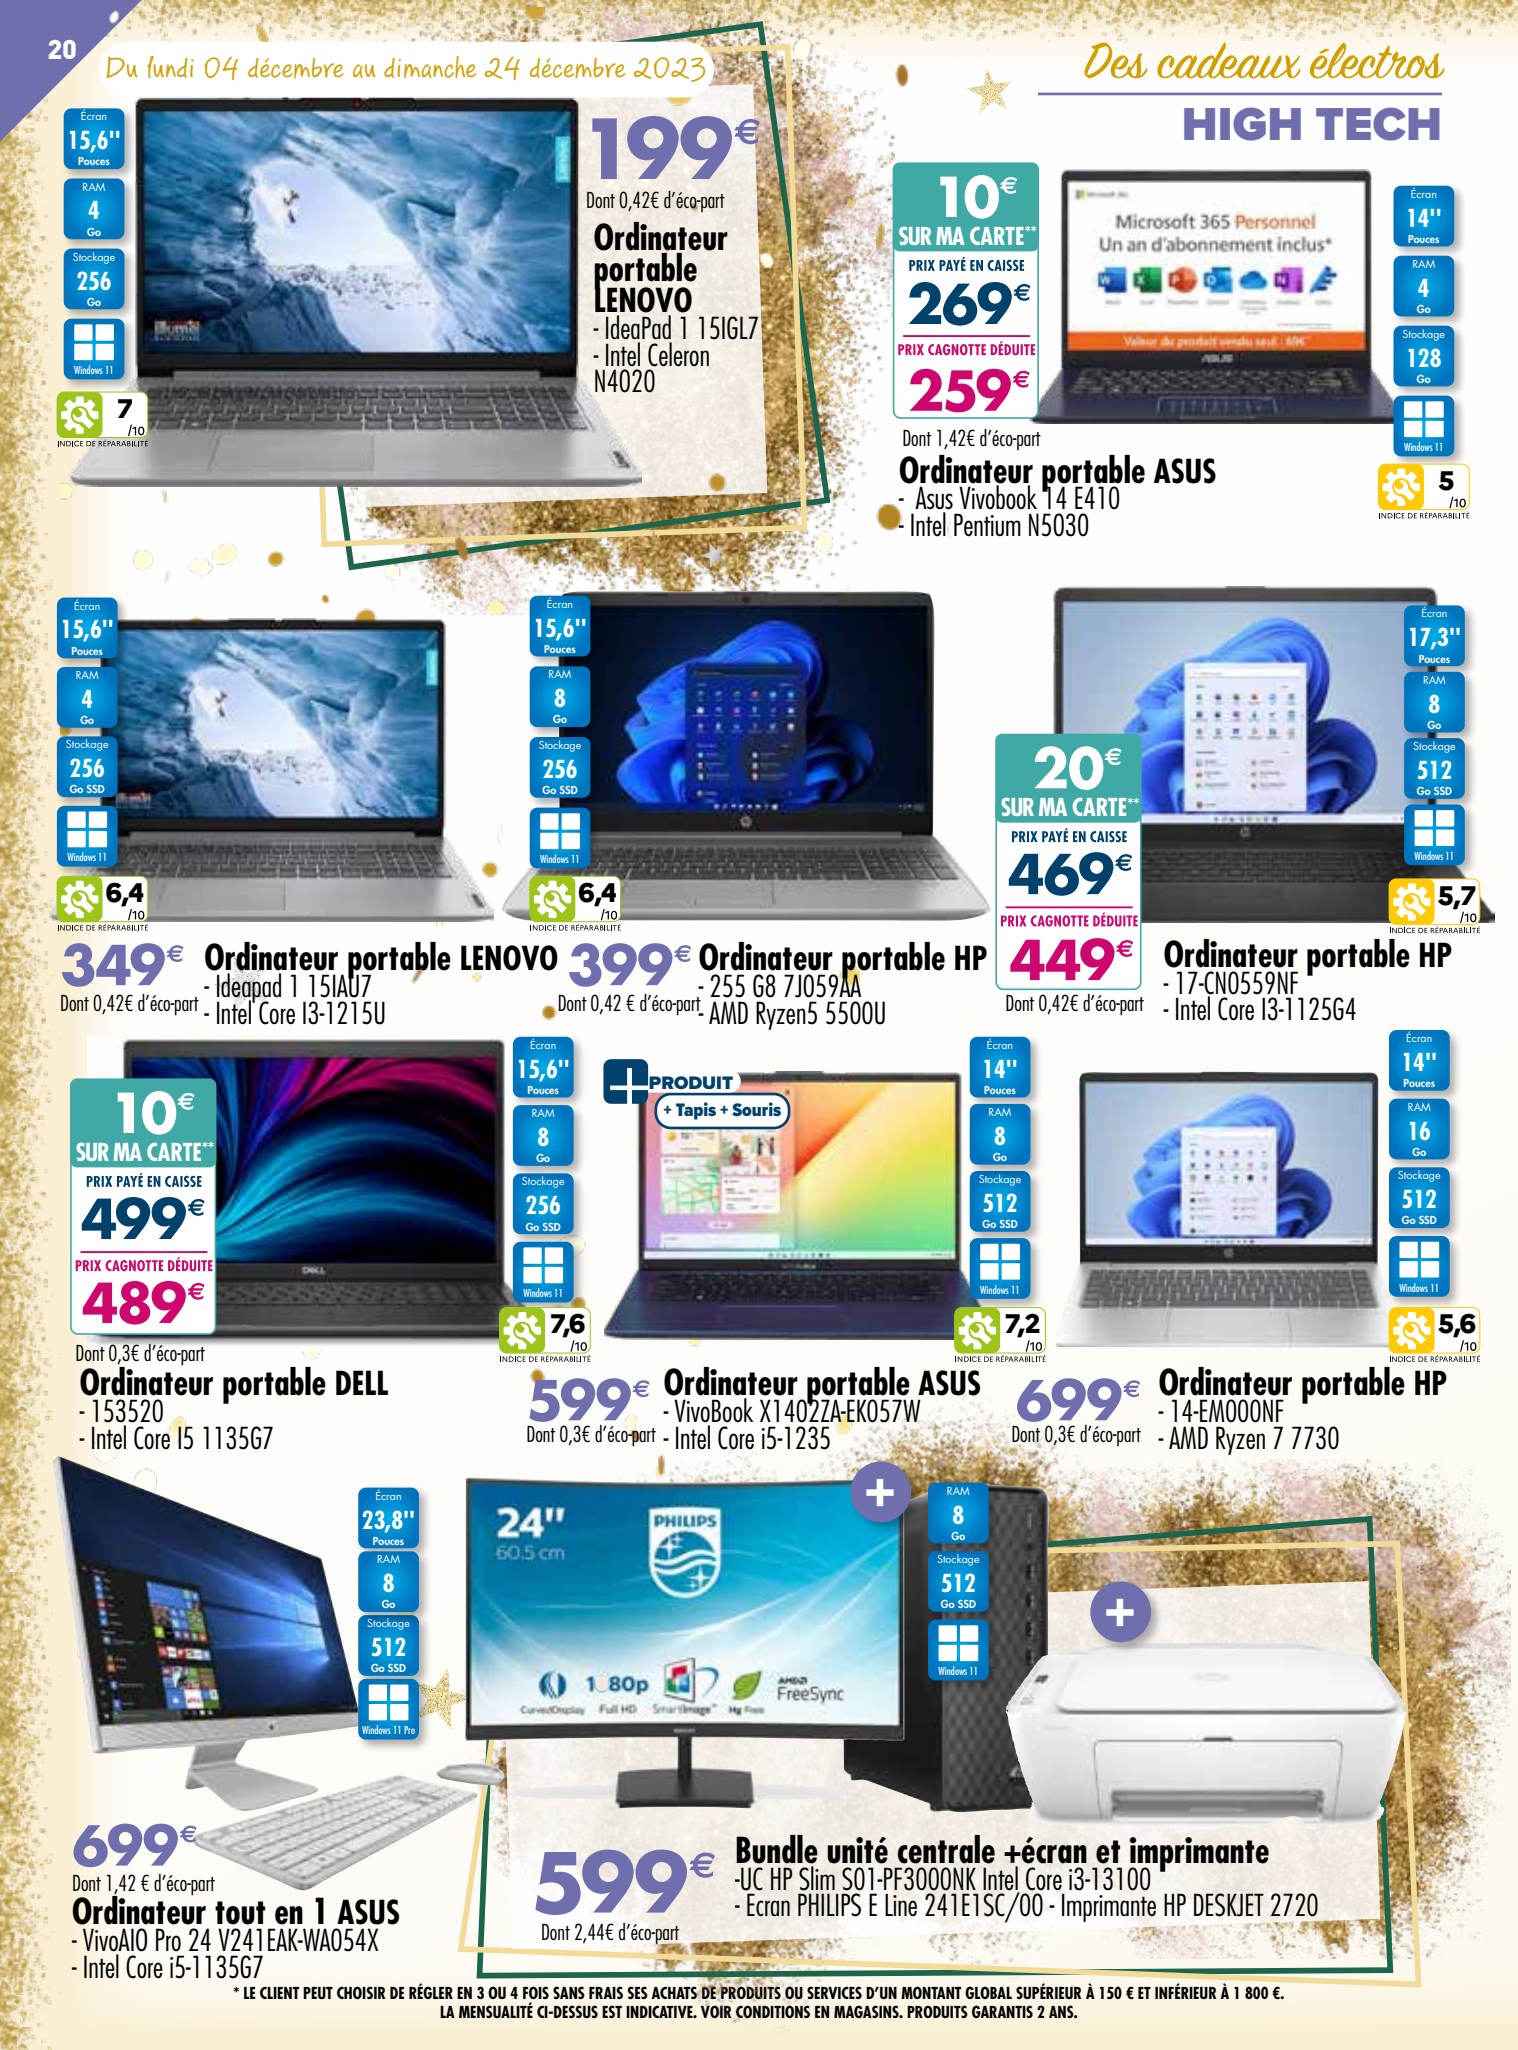 20
Du lundi 04 décembre au dimanche 24 décembre 2023
Des cadeaux électros
HIGH TECH
Écran
15,6"
Pouces
RAM
4
Go
Stockage
256
Go
Windows 11
7
/10
INDICE DE RÉPARABILITÉ
199€
Dont 0,42€ d'éco-part
Ordinateur
portable
LENOVO
- IdeaPad 1 15IGL7
- Intel Celeron
N4020
10€
SUR MA CARTE**
PRIX PAYÉ EN CAISSE
269€
PRIX CAGNOTTE DÉDUITE
259€
Dont 1,42€ d'éco-part
Microsoft 365
Microsoft 365 Personnel
Un an d'abonnement inclus*
Valeur du produit vendu seul : 69€
ASUS
Écran
14"
Pouces
RAM
4
Go
Stockage
128
Go
Windows 11
5
/10
INDICE DE RÉPARABILITÉ
Ordinateur portable ASUS
- Asus Vivobook 14 E410
- Intel Pentium N5030
Écran
15,6"
Pouces
RAM
4
Go
Stockage
256
Go SSD
Windows 11
6,4
/10
INDICE DE RÉPARABILITÉ
349€
Dont 0,42€ d'éco-part
Ordinateur portable LENOVO
- Ideapad 1 15IAU7
- Intel Core I3-1215U
Écran
15,6"
Pouces
RAM
8
Go
Stockage
256
Go SSD
Windows 11
6,4
/10
INDICE DE RÉPARABILITÉ
399€
Dont 0,42 € d'éco-part
Ordinateur portable HP
- 255 G8 7J059AA
- AMD Ryzen5 5500U
20€
SUR MA CARTE**
PRIX PAYÉ EN CAISSE
469€
PRIX CAGNOTTE DÉDUITE
449€
Dont 0,42€ d'éco-part
Écran
17,3"
Pouces
RAM
8
Go
Stockage
512
Go SSD
Windows 11
5,7
/10
INDICE DE RÉPARABILITÉ
Ordinateur portable HP
- 17-CN0559NF
- Intel Core I3-1125G4
10€
SUR MA CARTE**
PRIX PAYÉ EN CAISSE
499€
PRIX CAGNOTTE DÉDUITE
489€
Dont 0,3€ d'éco-part
DELL
Écran
15,6"
Pouces
RAM
8
Go
Stockage
256
Go SSD
Windows 11
7,6
/10
INDICE DE RÉPARABILITÉ
Ordinateur portable DELL
- 153520
- Intel Core I5 1135G7
+PRODUIT
+ Tapis + Souris
Écran
14"
Pouces
RAM
8
Go
Stockage
512
Go SSD
Windows 11
7,2
/10
INDICE DE RÉPARABILITÉ
599€
Dont 0,3€ d'éco-part
Ordinateur portable ASUS
- VivoBook X1402ZA-EK057W
- Intel Core i5-1235
Écran
14"
Pouces
RAM
16
Go
Stockage
512
Go SSD
Windows 11
5,6
/10
INDICE DE RÉPARABILITÉ
699€
Dont 0,3€ d'éco-part
Ordinateur portable HP
- 14-EM000NF
- AMD Ryzen 7 7730
Écran
23,8"
Pouces
RAM
8
Go
Stockage
512
Go SSD
Windows 11 Pro
699€
Dont 1,42 € d'éco-part
Ordinateur tout en 1 ASUS
- VivoAIO Pro 24 V241EAK-WA054X
- Intel Core i5-1135G7
24"
60.5 cm
PHILIPS
CurvedDisplay
1080p
Full HD
SmartImage
Hg Free
AMD
FreeSync
+
RAM
8
Go
Stockage
512
Go SSD
Windows 11
+
599€
Dont 2,44€ d'éco-part
Bundle unité centrale +écran et imprimante
-UC HP Slim S01-PF3000NK Intel Core i3-13100
- Ecran PHILIPS E Line 241E1SC/00 - Imprimante HP DESKJET 2720
* LE CLIENT PEUT CHOISIR DE RÉGLER EN 3 OU 4 FOIS SANS FRAIS SES ACHATS DE PRODUITS OU SERVICES D'UN MONTANT GLOBAL SUPÉRIEUR À 150 € ET INFÉRIEUR À 1 800 €.
LA MENSUALITÉ CI-DESSUS EST INDICATIVE. VOIR CONDITIONS EN MAGASINS. PRODUITS GARANTIS 2 ANS.